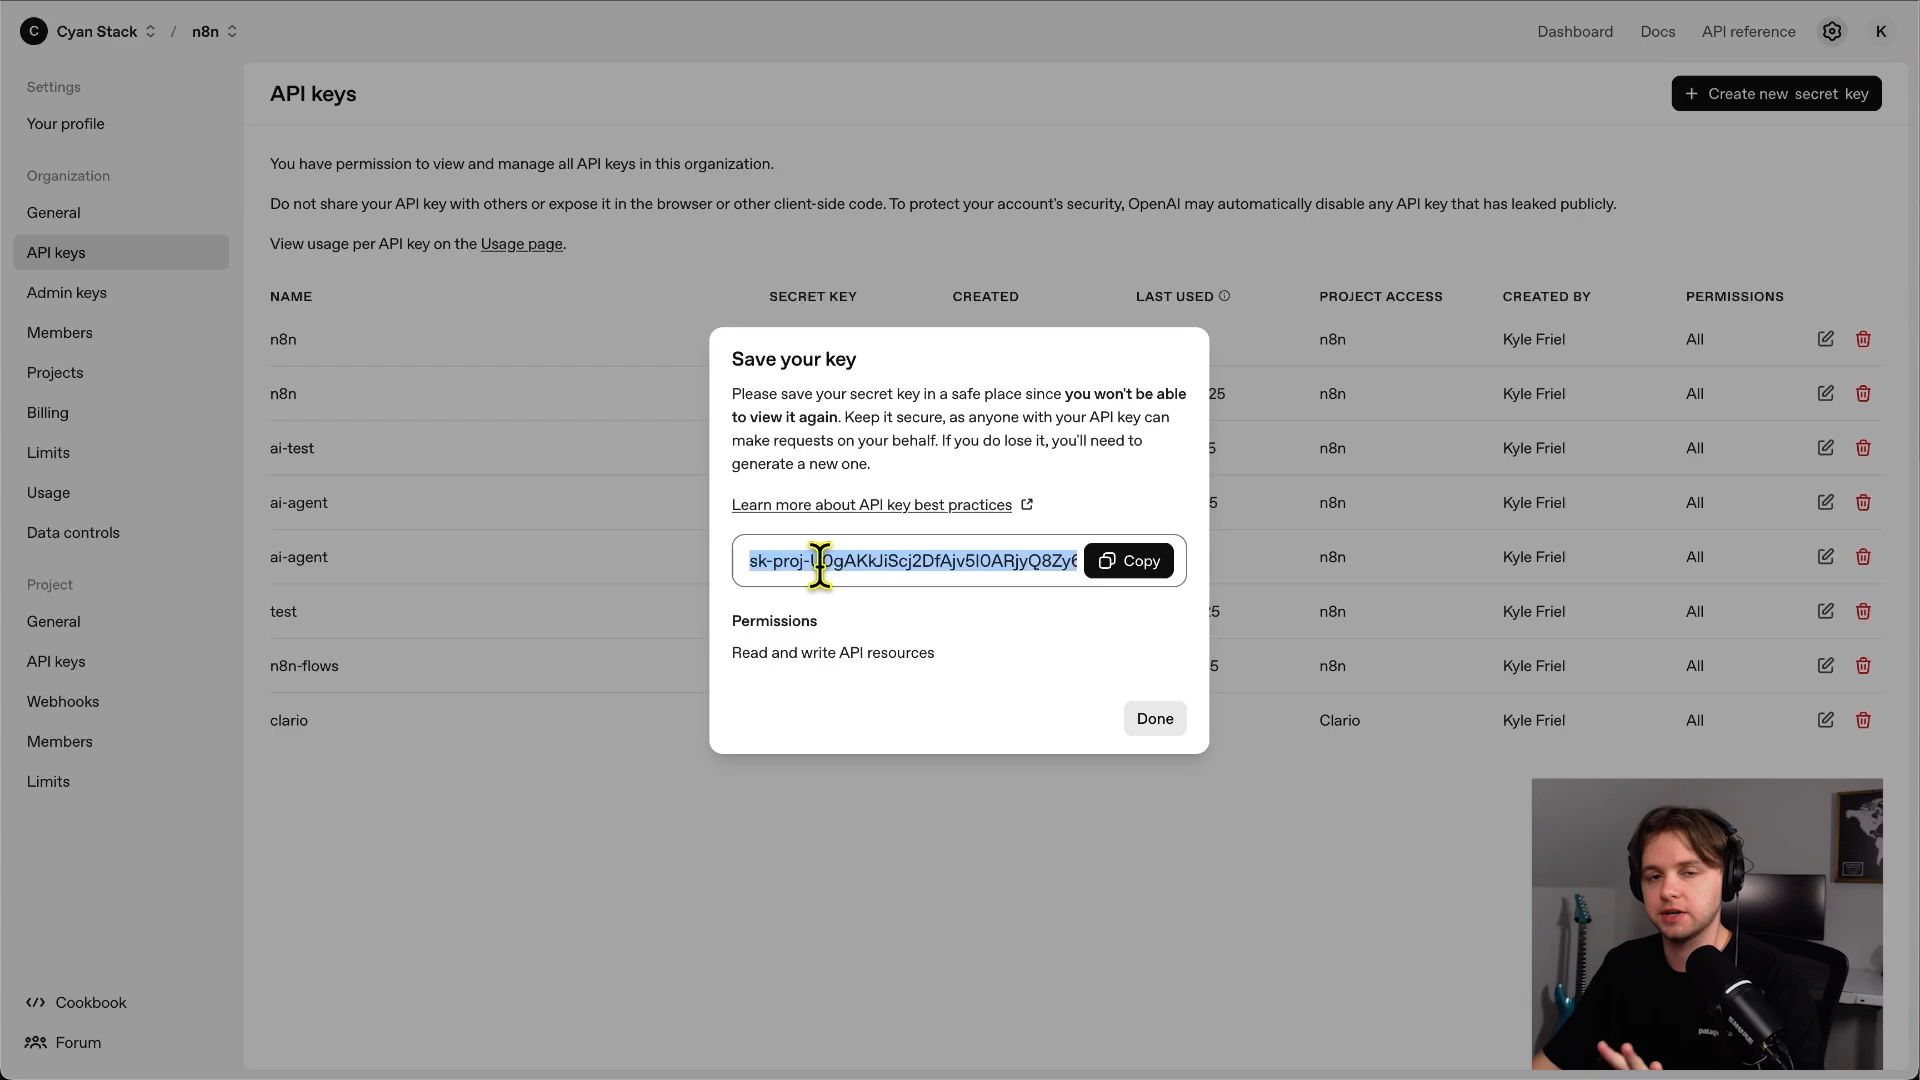 C Cyan Stack / n8n Dashboard Docs API reference K
Settings
Your profile
Organization
General
API keys
Admin keys
Members
Projects
Billing
Limits
Usage
Data controls
Project
General
API keys
Webhooks
Members
Limits
Cookbook
Forum
API keys
+ Create new secret key
You have permission to view and manage all API keys in this organization.
Do not share your API key with others or expose it in the browser or other client-side code. To protect your account's security, OpenAI may automatically disable any API key that has leaked publicly.
View usage per API key on the Usage page.
NAME SECRET KEY CREATED LAST USED PROJECT ACCESS CREATED BY PERMISSIONS
n8n n8n Kyle Friel All
n8n 25 n8n Kyle Friel All
ai-test 5 n8n Kyle Friel All
ai-agent 5 n8n Kyle Friel All
ai-agent n8n Kyle Friel All
test 25 n8n Kyle Friel All
n8n-flows 5 n8n Kyle Friel All
clario Clario Kyle Friel All
Save your key
Please save your secret key in a safe place since you won't be able
to view it again. Keep it secure, as anyone with your API key can
make requests on your behalf. If you do lose it, you'll need to
generate a new one.
Learn more about API key best practices
Copy
Permissions
Read and write API resources
Done
SHURE